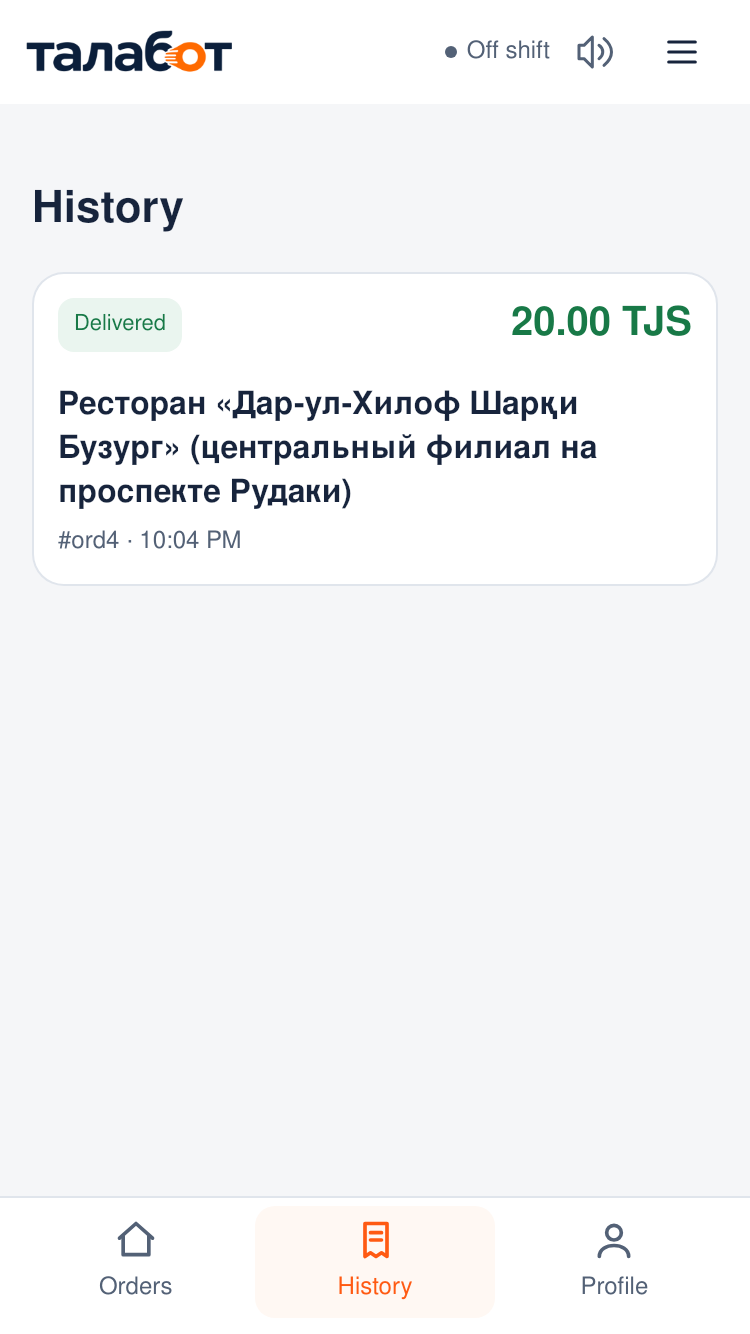 талабот
Off shift
History
Delivered
20.00 TJS
Ресторан «Дар-ул-Хилоф Шарқи
Бузург» (центральный филиал на
проспекте Рудаки)
#ord4 · 10:04 PM
Orders
History
Profile